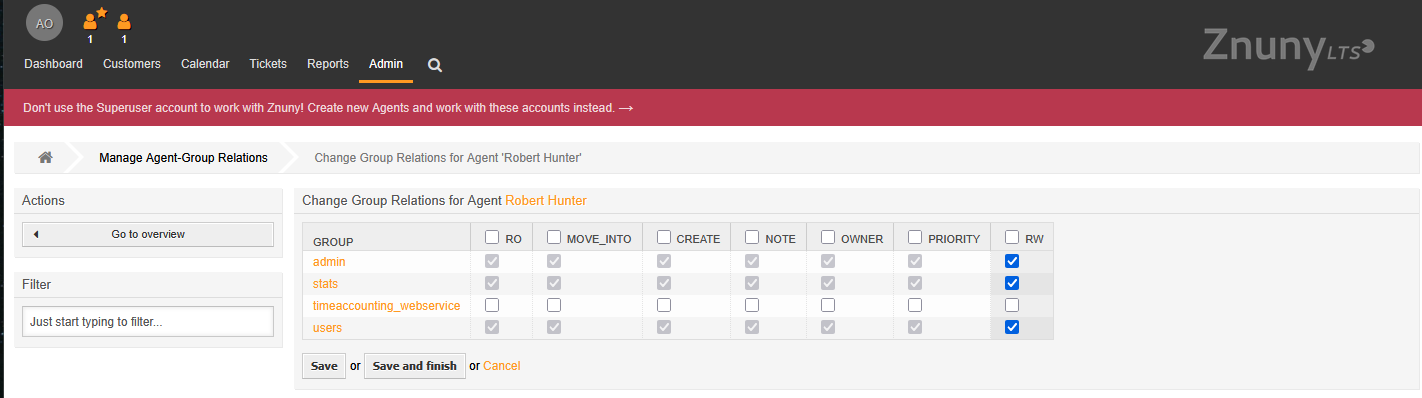 AO
1 1
Dashboard Customers Calendar Tickets Reports Admin
Znuny LTS
Don't use the Superuser account to work with Znuny! Create new Agents and work with these accounts instead. →
Manage Agent-Group Relations Change Group Relations for Agent 'Robert Hunter'
Actions
Go to overview
Filter
Just start typing to filter...
Change Group Relations for Agent Robert Hunter
GROUP RO MOVE_INTO CREATE NOTE OWNER PRIORITY RW
admin
stats
timeaccounting_webservice
users
Save or Save and finish or Cancel